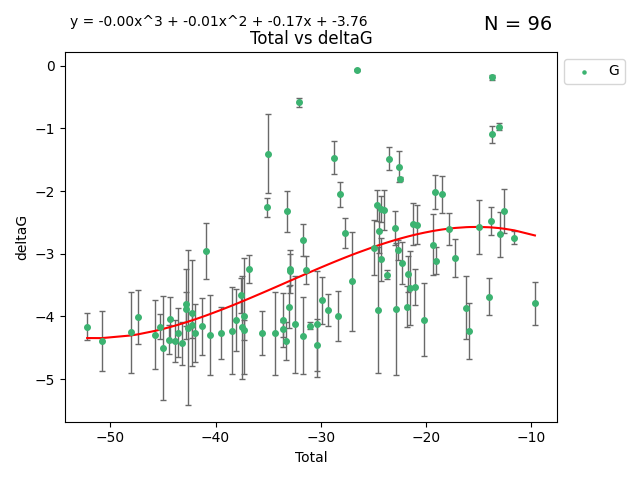 y = -0.00x^3 + -0.01x^2 + -0.17x + -3.76
N = 96
Total vs deltaG
G
0
−1
−2
−3
−4
−5
deltaG
−50
−40
−30
−20
−10
Total